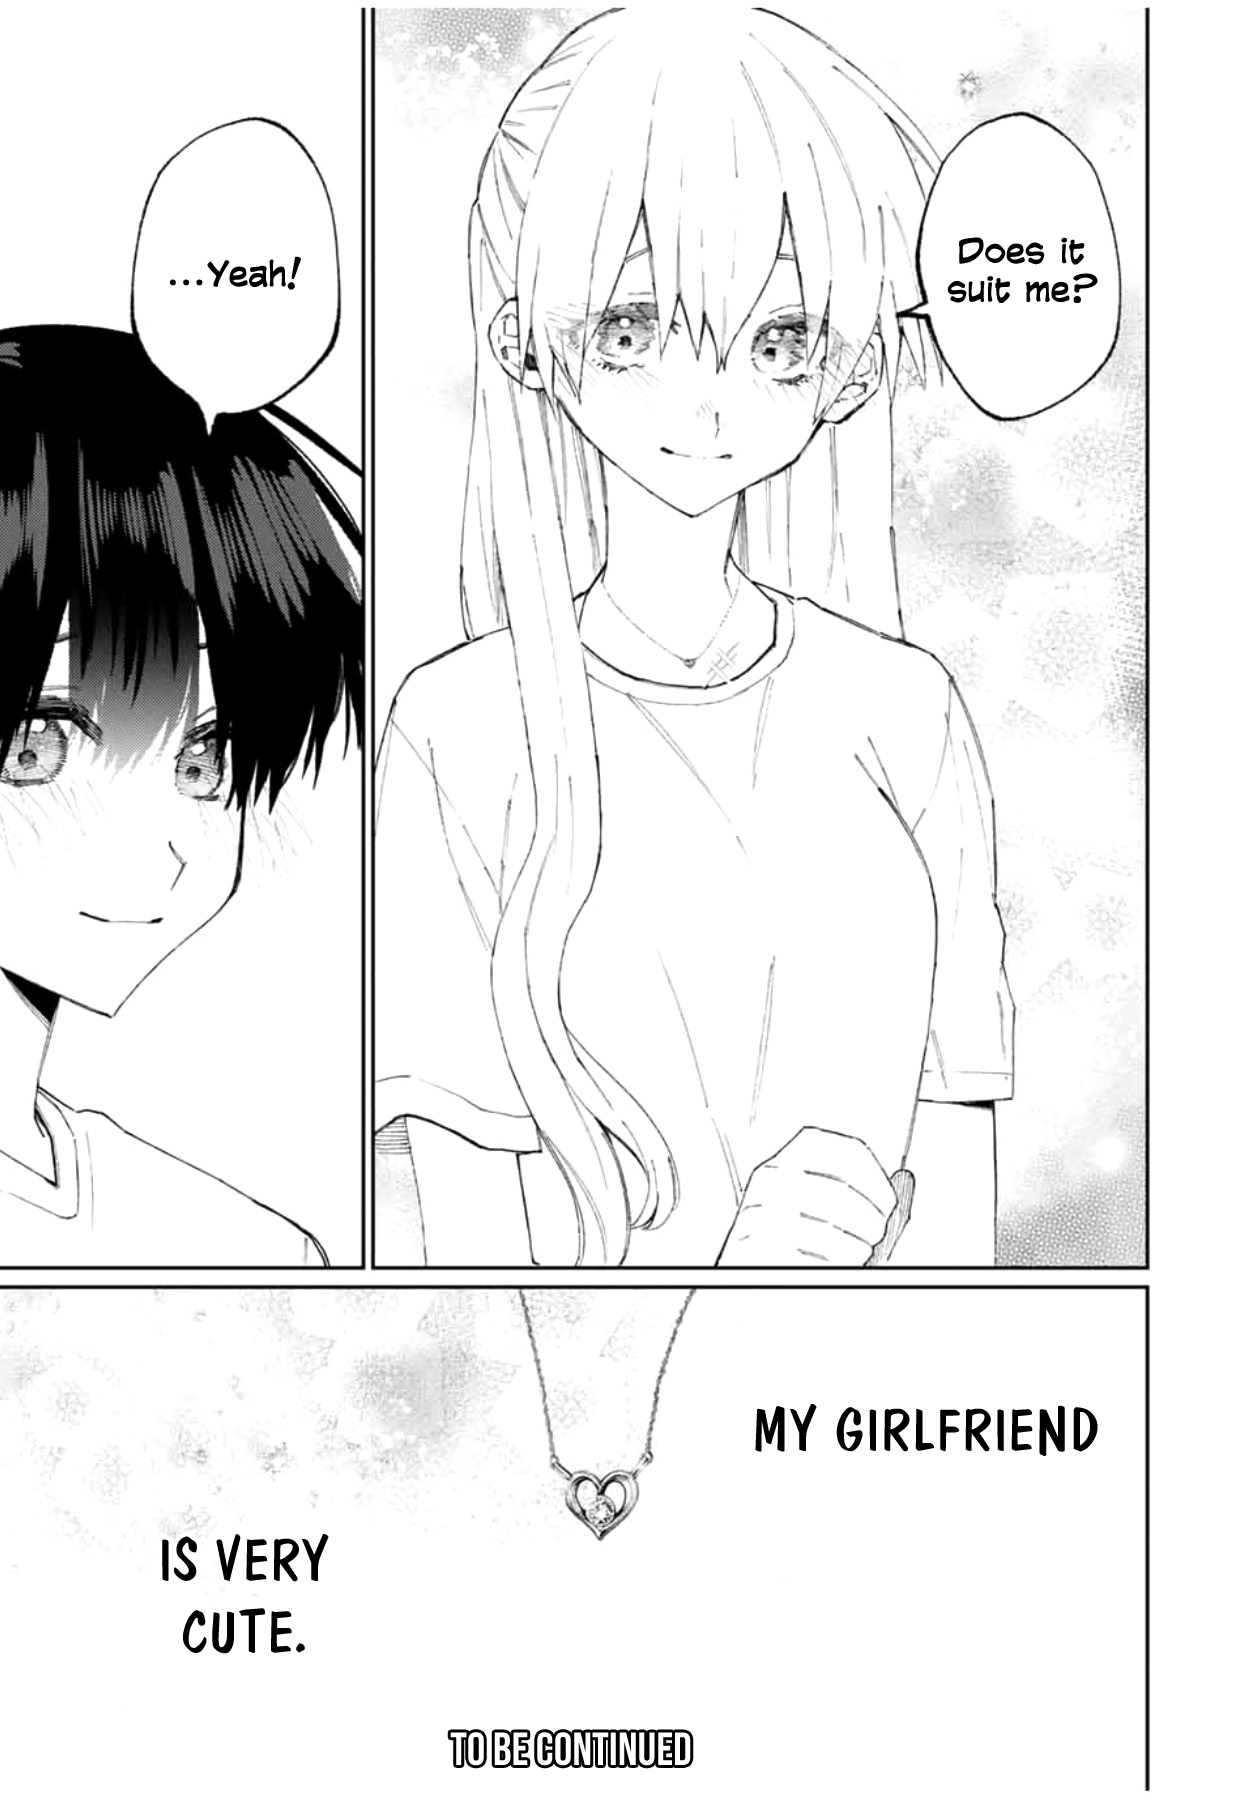 Does it
suit me?
...Yeah!
MY GIRLFRIEND
IS VERY
CUTE.
TO BE CONTINUED